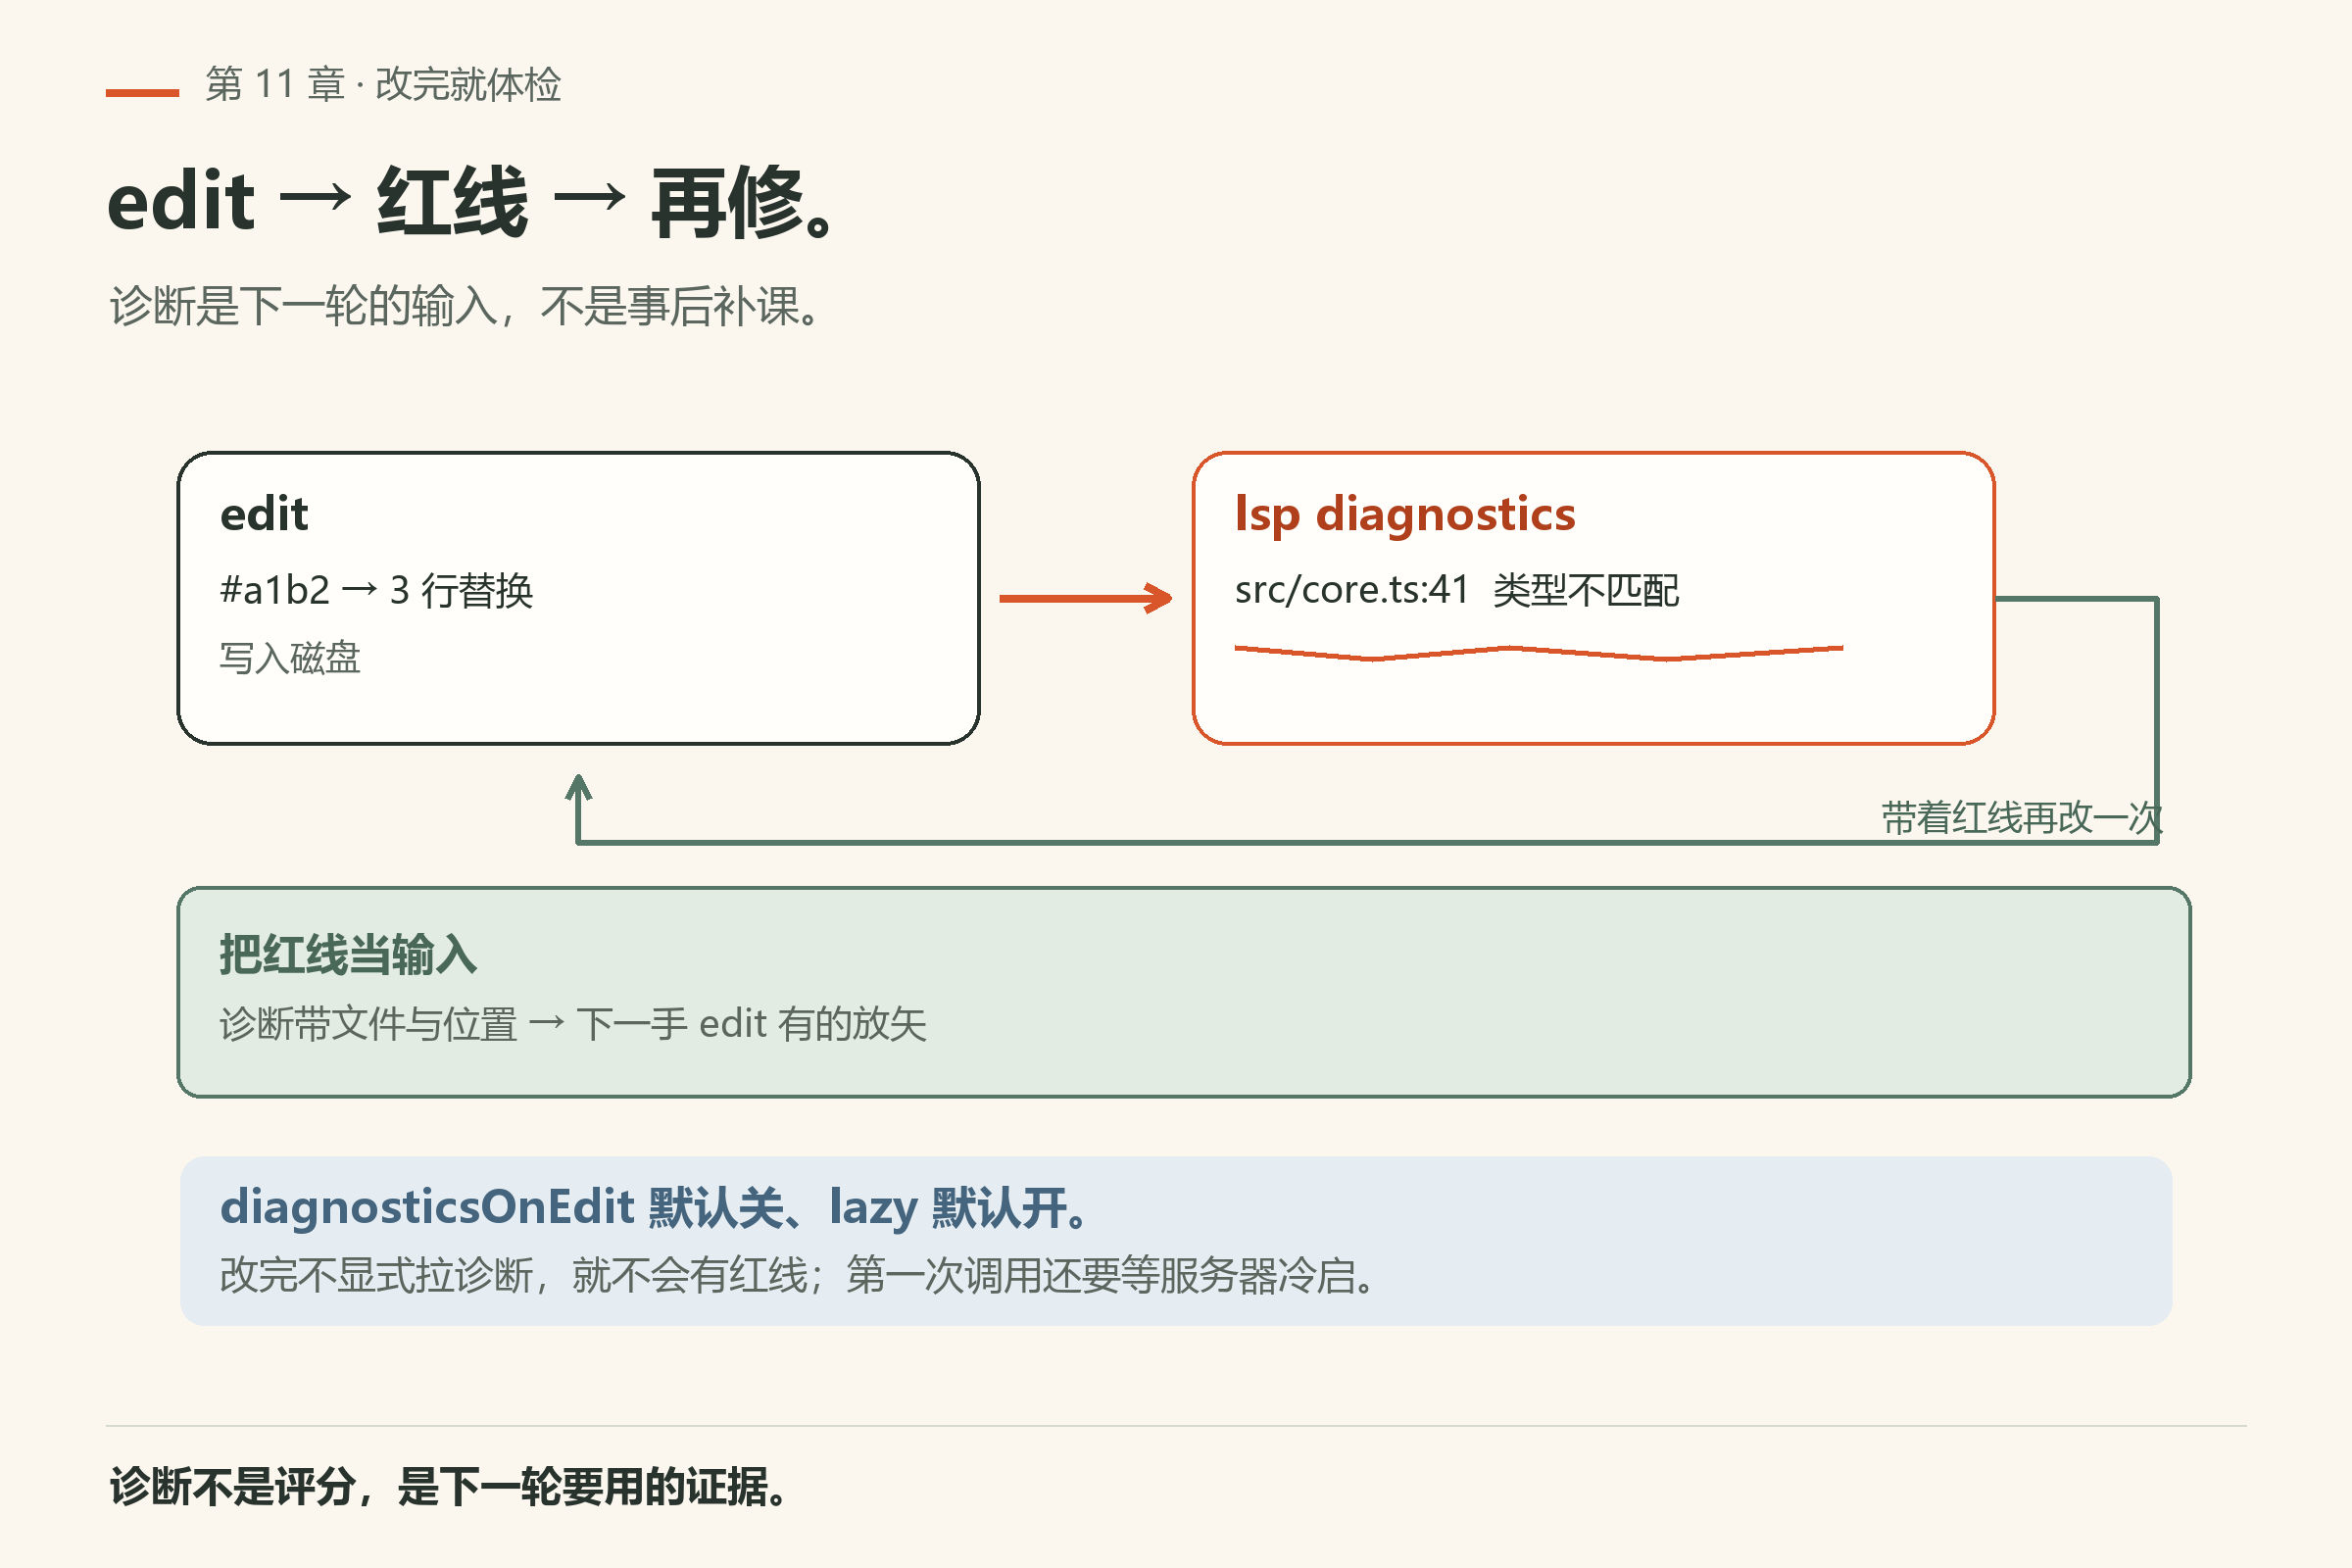 第 11 章 · 改完就体检
edit → 红线 → 再修。
诊断是下一轮的输入，不是事后补课。
edit
#a1b2 → 3 行替换
写入磁盘
lsp diagnostics
src/core.ts:41 类型不匹配
带着红线再改一次
把红线当输入
诊断带文件与位置 → 下一手 edit 有的放矢
diagnosticsOnEdit 默认关、lazy 默认开。
改完不显式拉诊断，就不会有红线；第一次调用还要等服务器冷启。
诊断不是评分，是下一轮要用的证据。